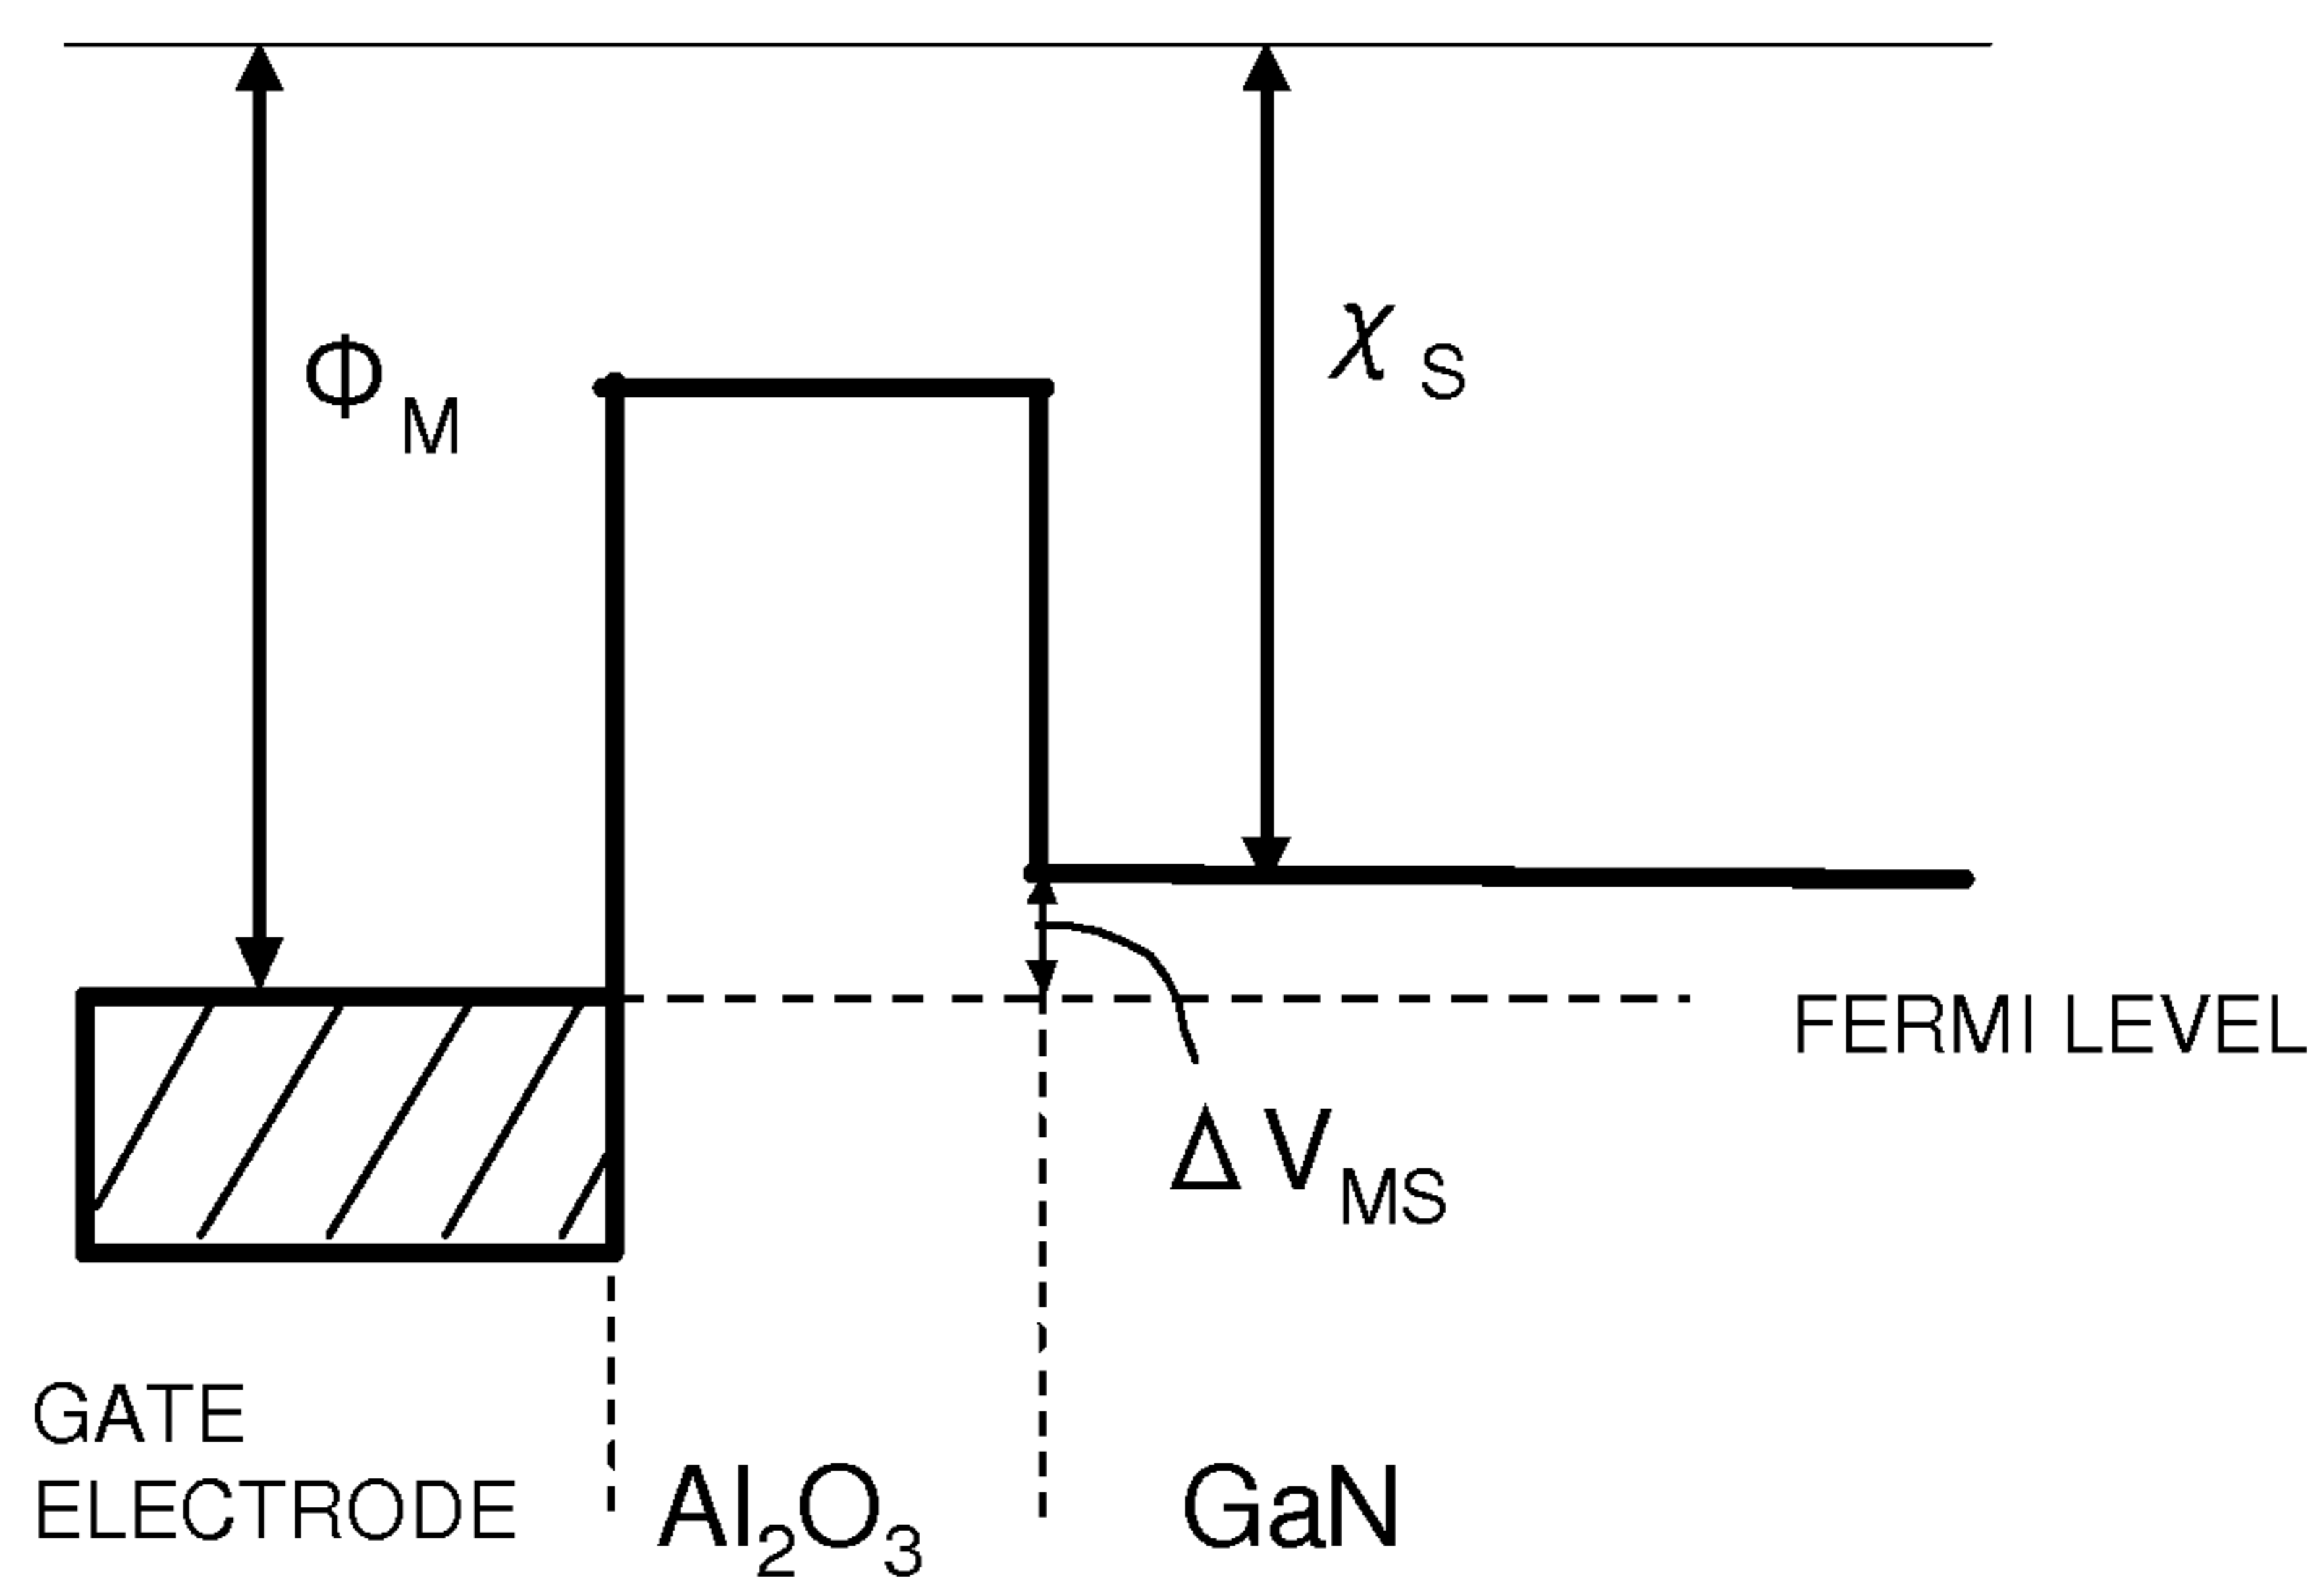 Φ M
χ S
FERMI LEVEL
Δ V MS
GATE
ELECTRODE
Al2O3
GaN